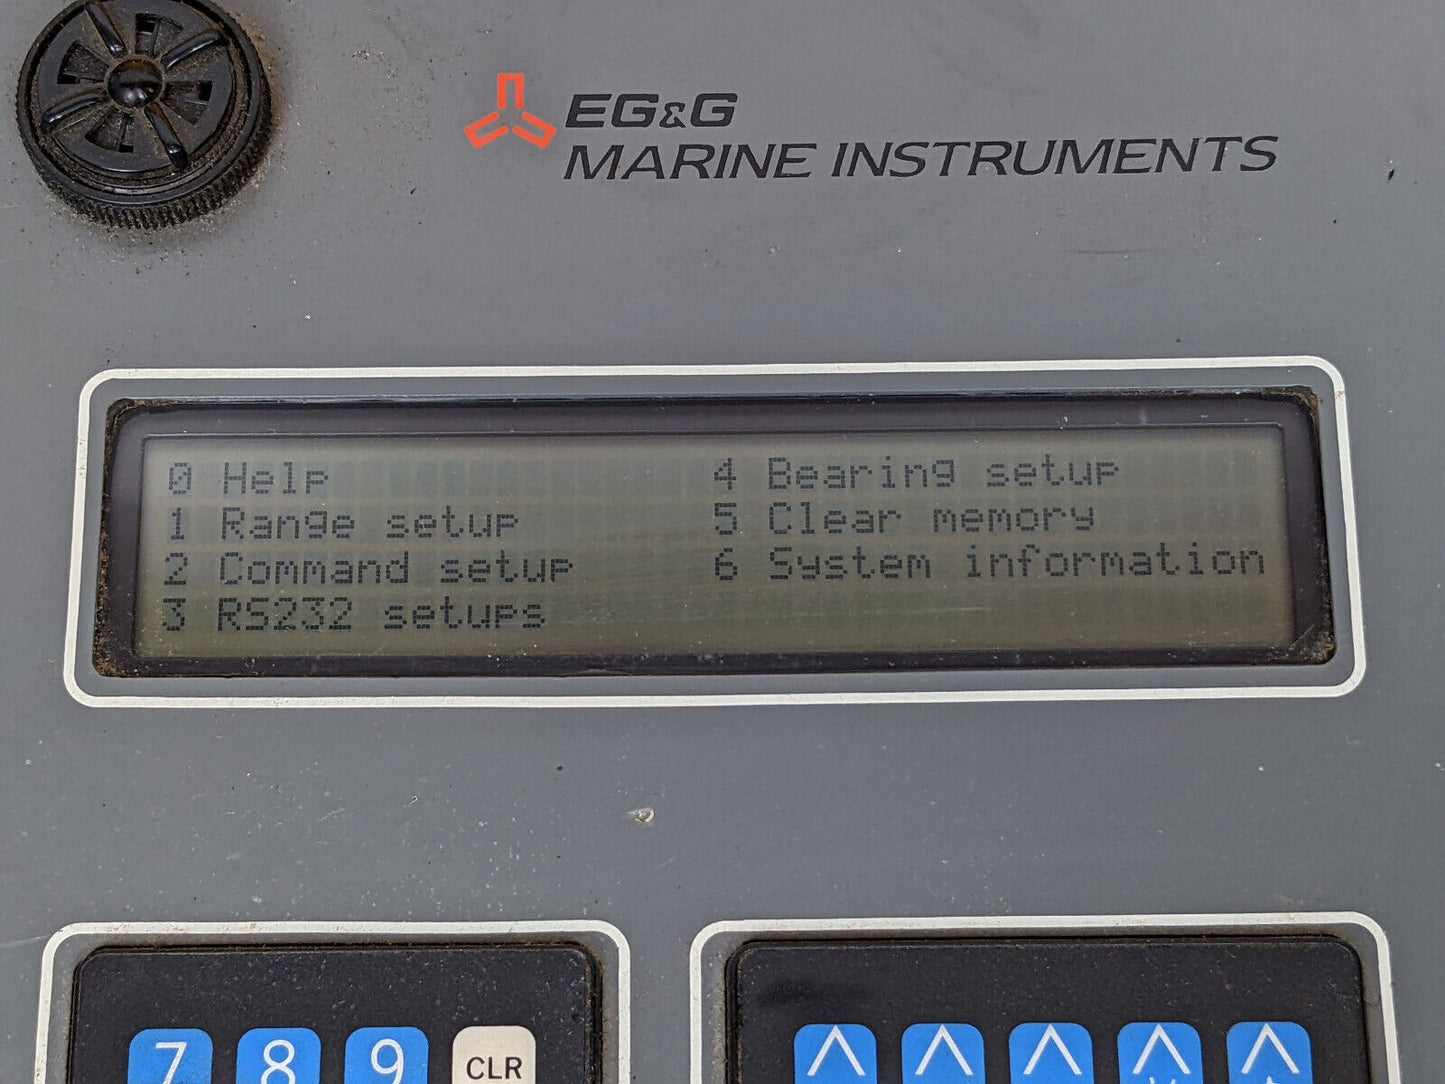 EG&G
MARINE INSTRUMENTS
0 Help
1 Range setup
2 Command setup
3 RS232 setups
4 Bearing setup
5 Clear memory
6 System information
7 8 9 CLR